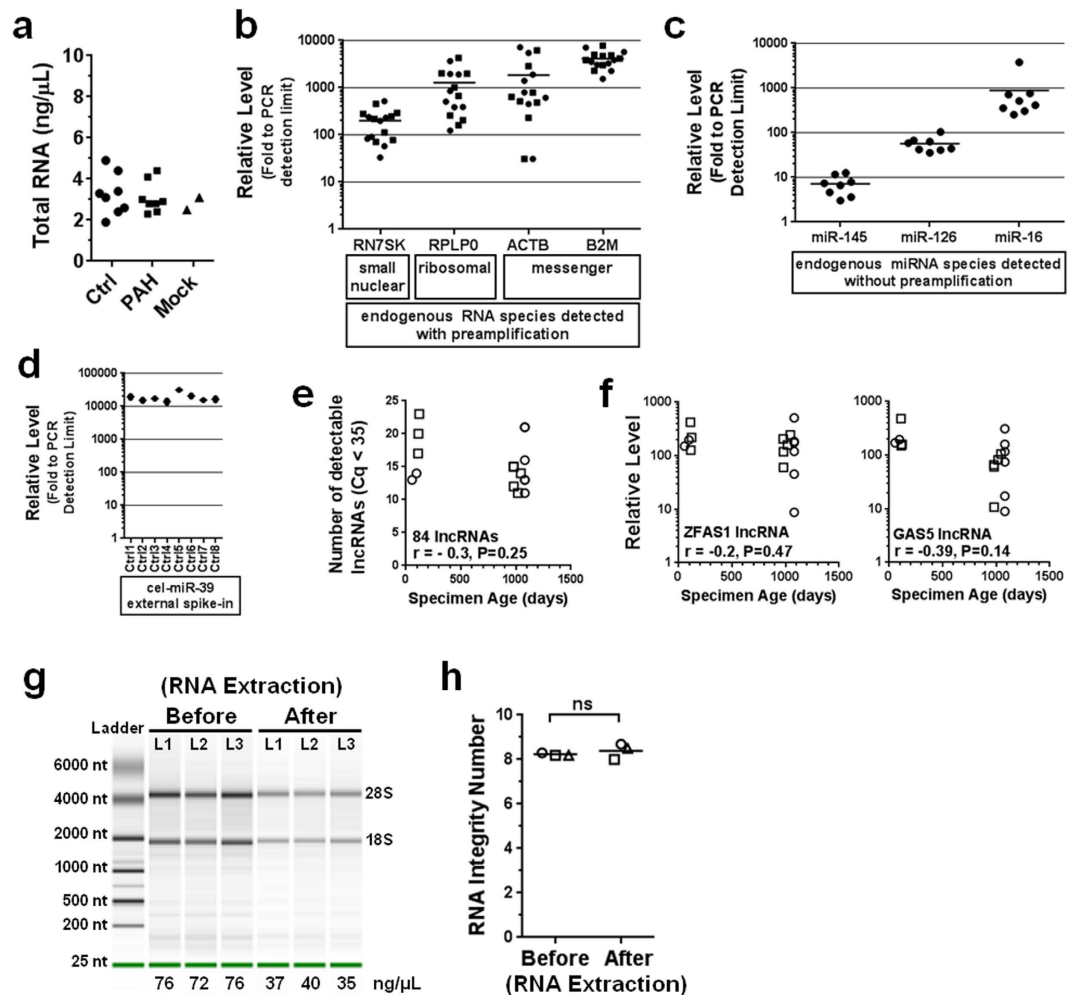 a
Total RNA (ng/µL)
10
8
6
4
2
0
Ctrl
PAH
Mock
b
Relative Level
(Fold to PCR
detection limit)
10000
1000
100
10
1
RN7SK RPLP0 ACTB B2M
small
nuclear
ribosomal
messenger
endogenous RNA species detected
with preamplification
c
Relative Level
(Fold to PCR
Detection Limit)
10000
1000
100
10
1
miR-145 miR-126 miR-16
endogenous miRNA species detected
without preamplification
d
Relative Level
(Fold to PCR
Detection Limit)
100000
10000
1000
100
10
1
Ctrl1
Ctrl2
Ctrl3
Ctrl4
Ctrl5
Ctrl6
Ctrl7
Ctrl8
cel-miR-39
external spike-in
e
Number of detectable
lncRNAs (Cq < 35)
25
20
15
10
5
0
84 lncRNAs
r = - 0.3, P=0.25
0 500 1000 1500
Specimen Age (days)
f
Relative Level
1000
100
10
1
ZFAS1 lncRNA
r = -0.2, P=0.47
0 500 1000 1500
Specimen Age (days)
1000
100
10
1
GAS5 lncRNA
r = -0.39, P=0.14
0 500 1000 1500
Specimen Age (days)
g
(RNA Extraction)
Before After
Ladder
L1 L2 L3 L1 L2 L3
6000 nt
4000 nt
2000 nt
1000 nt
500 nt
200 nt
25 nt
28S
18S
76 72 76 37 40 35 ng/µL
h
RNA Integrity Number
10
8
6
4
2
0
ns
Before After
(RNA Extraction)